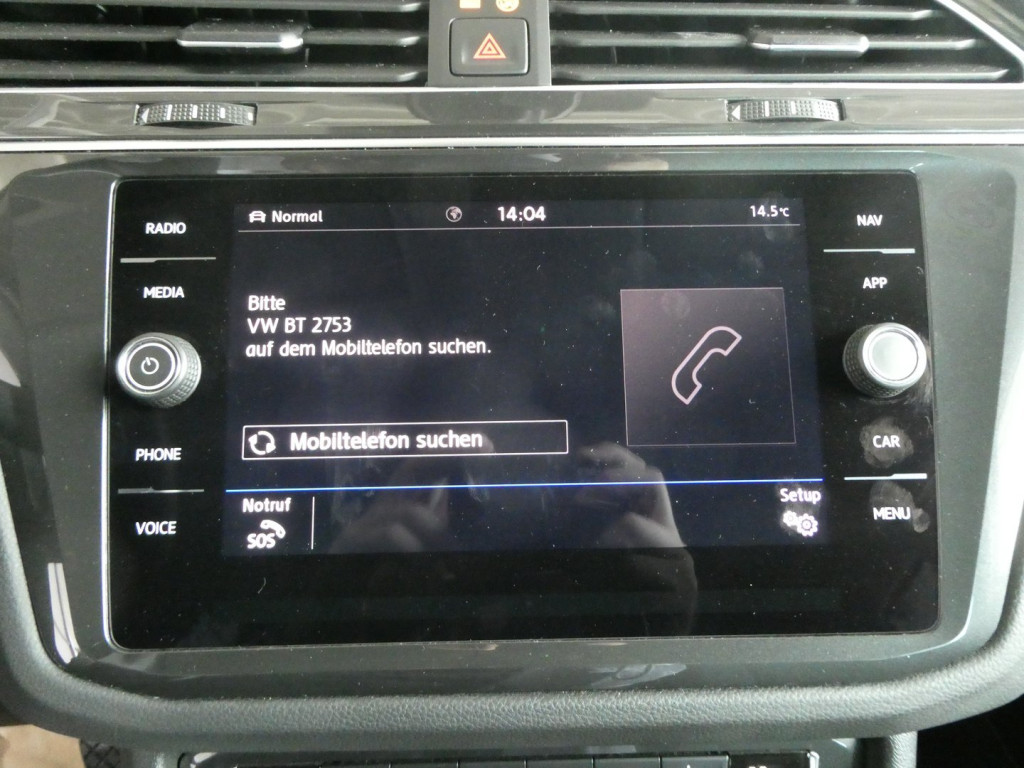 RADIO
MEDIA
PHONE
VOICE
Normal
14:04
14.5°C
Bitte
VW BT 2753
auf dem Mobiltelefon suchen.
Mobiltelefon suchen
Notruf
SOS
Setup
NAV
APP
CAR
MENU